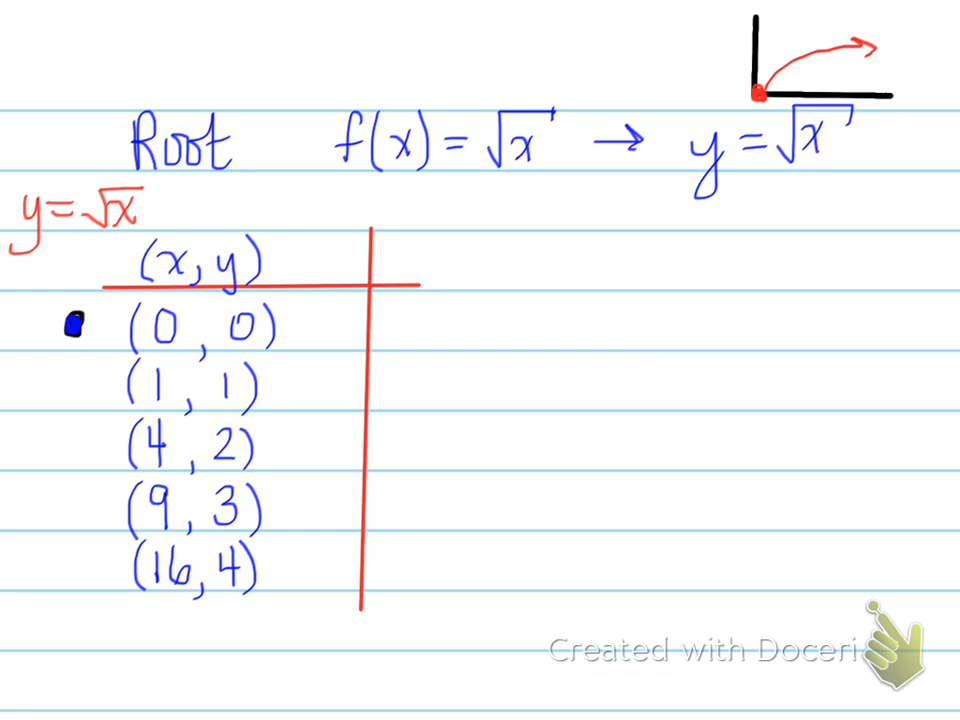 Root f(x) = √x → y = √x
y = √x
(x, y)
(0, 0)
(1, 1)
(4, 2)
(9, 3)
(16, 4)
Created with Doceri